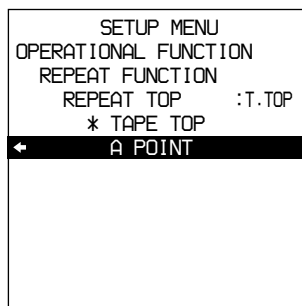 SETUP MENU
OPERATIONAL FUNCTION
REPEAT FUNCTION
REPEAT TOP :T.TOP
* TAPE TOP
← A POINT